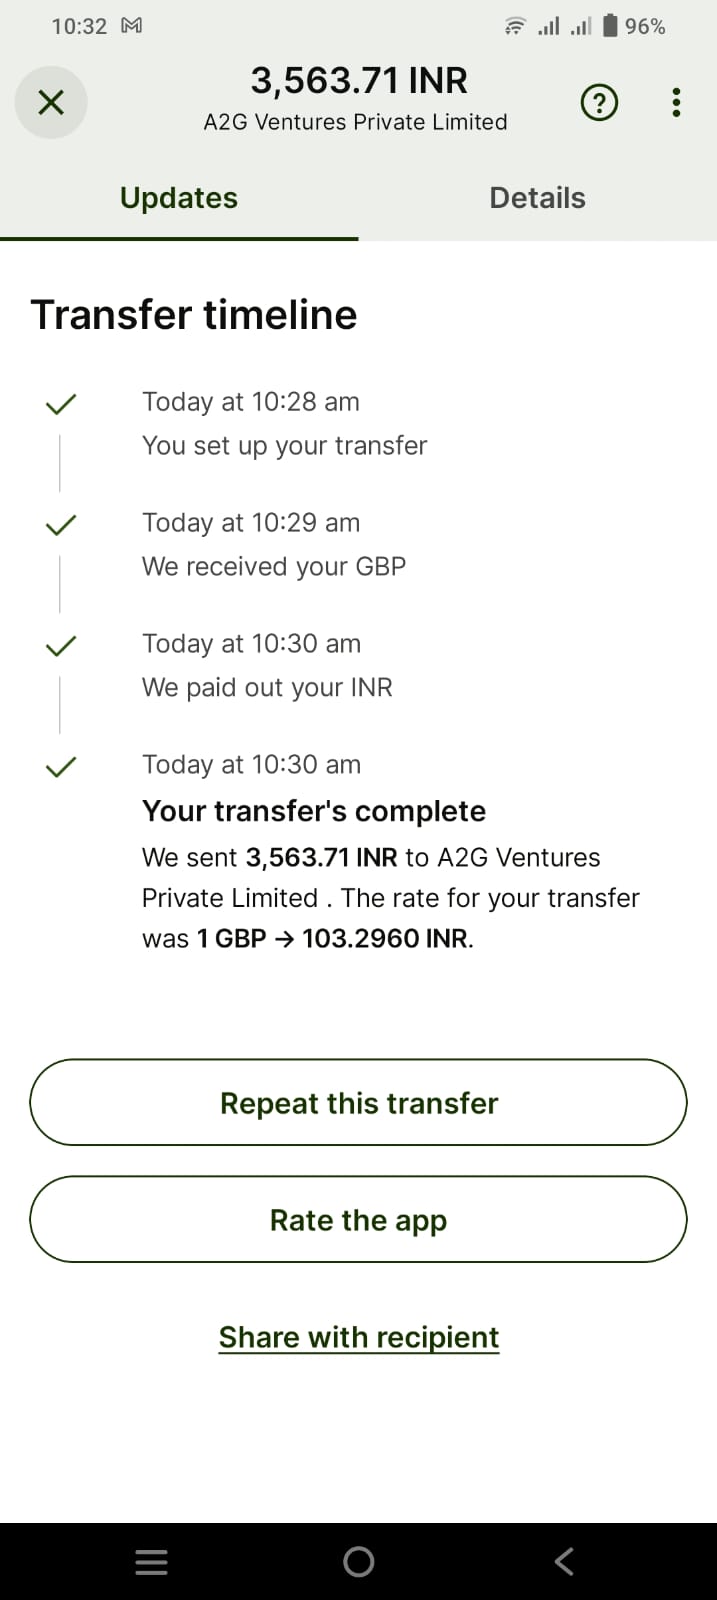 10:32
96%
3,563.71 INR
A2G Ventures Private Limited
Updates
Details
Transfer timeline
Today at 10:28 am
You set up your transfer
Today at 10:29 am
We received your GBP
Today at 10:30 am
We paid out your INR
Today at 10:30 am
Your transfer's complete
We sent 3,563.71 INR to A2G Ventures
Private Limited . The rate for your transfer
was 1 GBP → 103.2960 INR.
Repeat this transfer
Rate the app
Share with recipient